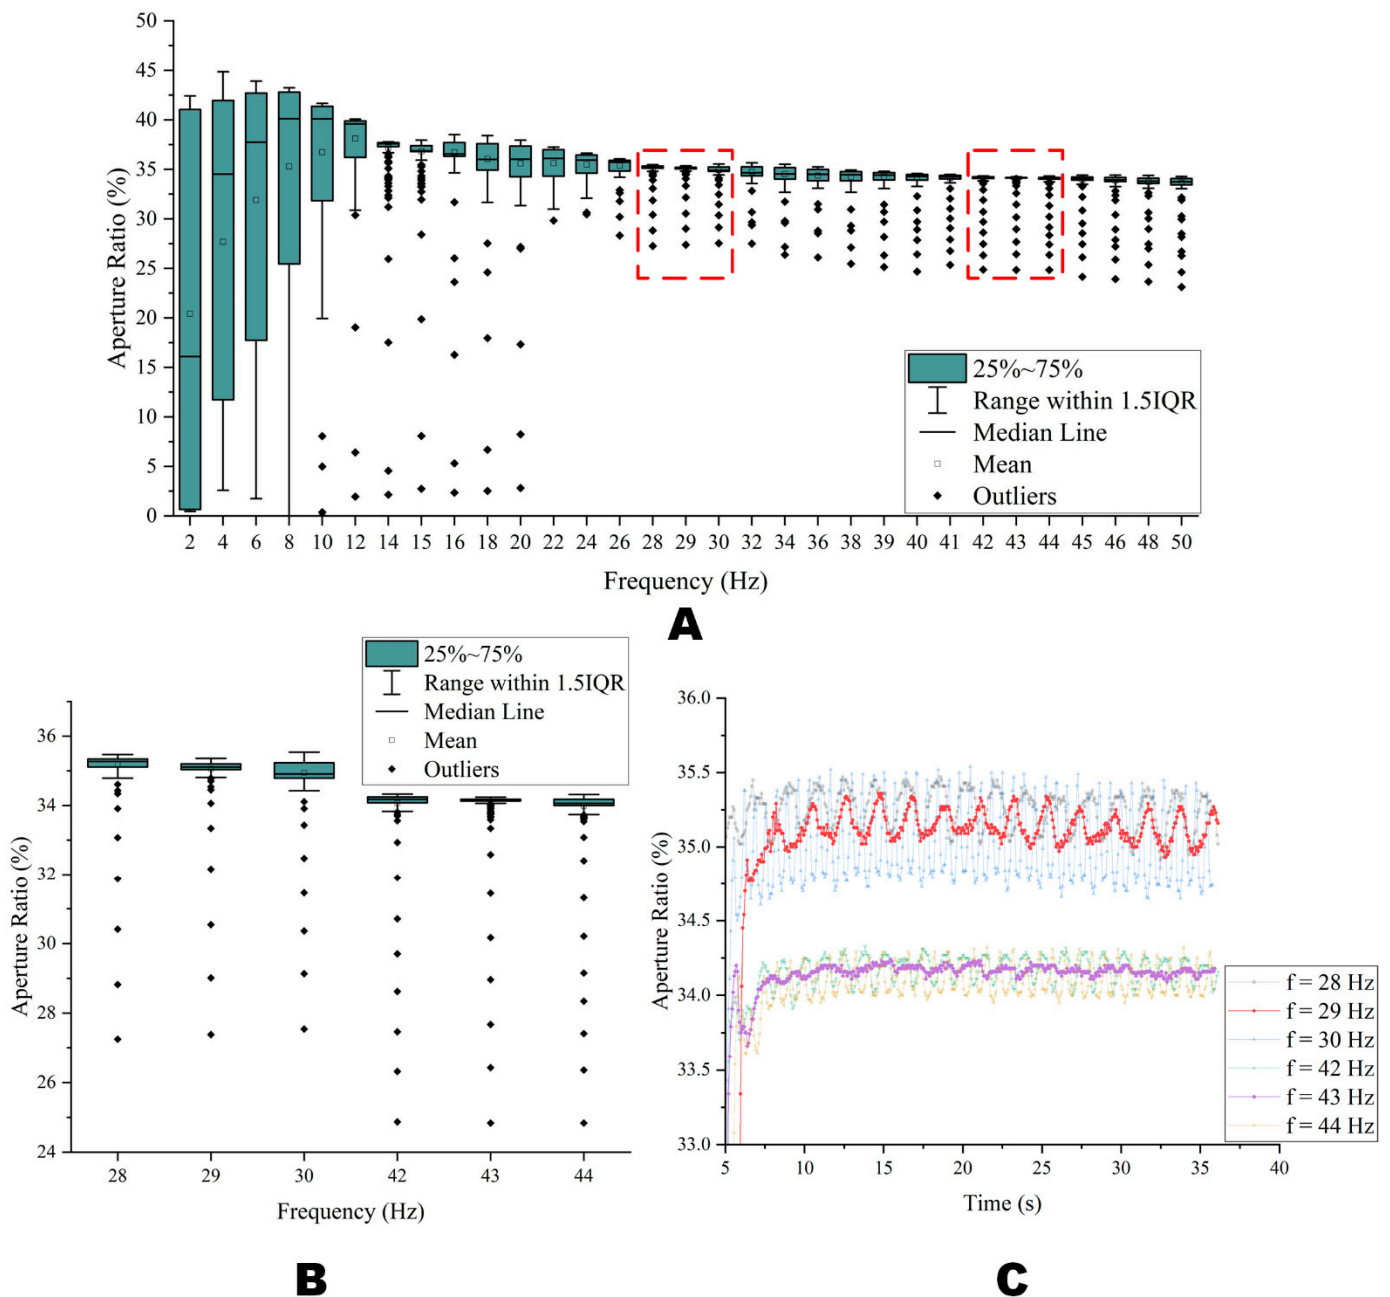 50
45
40
35
30
25
20
15
10
5
0
Aperture Ratio (%)
25%~75%
Range within 1.5IQR
Median Line
Mean
Outliers
2 4 6 8 10 12 14 15 16 18 20 22 24 26 28 29 30 32 34 36 38 39 40 41 42 43 44 45 46 48 50
Frequency (Hz)
A
25%~75%
Range within 1.5IQR
Median Line
Mean
Outliers
36
34
32
30
28
26
24
Aperture Ratio (%)
28 29 30 42 43 44
Frequency (Hz)
B
36.0
35.5
35.0
34.5
34.0
33.5
33.0
Aperture Ratio (%)
f = 28 Hz
f = 29 Hz
f = 30 Hz
f = 42 Hz
f = 43 Hz
f = 44 Hz
5 10 15 20 25 30 35 40
Time (s)
C